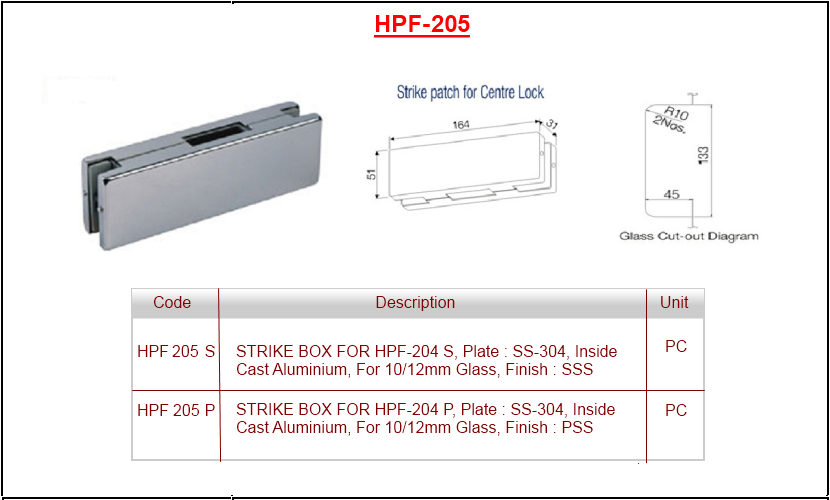 HPF-205
Strike patch for Centre Lock
164
31
51
R10
2Nos.
133
45
Glass Cut-out Diagram
Code Description Unit
HPF 205 S STRIKE BOX FOR HPF-204 S, Plate : SS-304, Inside PC
Cast Aluminium, For 10/12mm Glass, Finish : SSS
HPF 205 P STRIKE BOX FOR HPF-204 P, Plate : SS-304, Inside PC
Cast Aluminium, For 10/12mm Glass, Finish : PSS